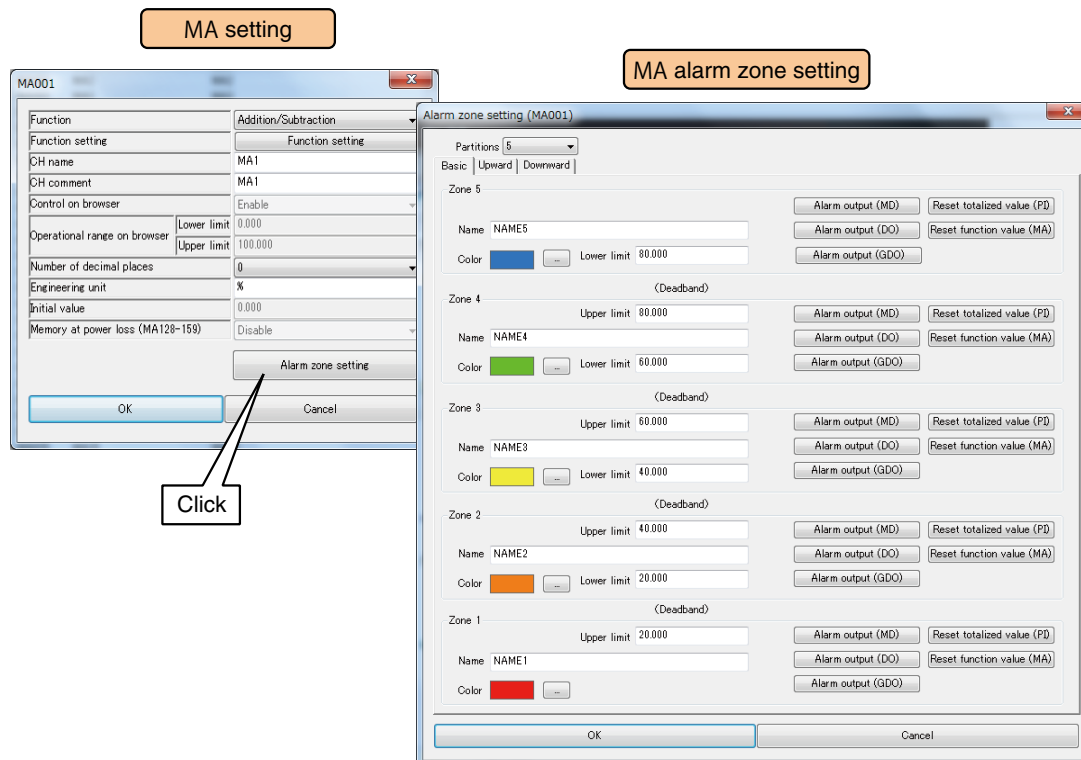 MA setting
MA001
Function
Addition/Subtraction
Function setting
Function setting
CH name
MA1
CH comment
MA1
Control on browser
Enable
Operational range on browser
Lower limit
0.000
Upper limit
100.000
Number of decimal places
0
Engineering unit
%
Initial value
0.000
Memory at power loss (MA128-159)
Disable
Alarm zone setting
OK
Cancel
Click
MA alarm zone setting
Alarm zone setting (MA001)
Partitions 5
Basic Upward Downward
Zone 5
Alarm output (MD) Reset totalized value (PI)
Name NAME5 Alarm output (DO) Reset function value (MA)
Color ... Lower limit 80.000 Alarm output (GDO)
(Deadband)
Zone 4
Upper limit 80.000 Alarm output (MD) Reset totalized value (PI)
Name NAME4 Alarm output (DO) Reset function value (MA)
Color ... Lower limit 60.000 Alarm output (GDO)
(Deadband)
Zone 3
Upper limit 60.000 Alarm output (MD) Reset totalized value (PI)
Name NAME3 Alarm output (DO) Reset function value (MA)
Color ... Lower limit 40.000 Alarm output (GDO)
(Deadband)
Zone 2
Upper limit 40.000 Alarm output (MD) Reset totalized value (PI)
Name NAME2 Alarm output (DO) Reset function value (MA)
Color ... Lower limit 20.000 Alarm output (GDO)
(Deadband)
Zone 1
Upper limit 20.000 Alarm output (MD) Reset totalized value (PI)
Name NAME1 Alarm output (DO) Reset function value (MA)
Color ... Alarm output (GDO)
OK Cancel